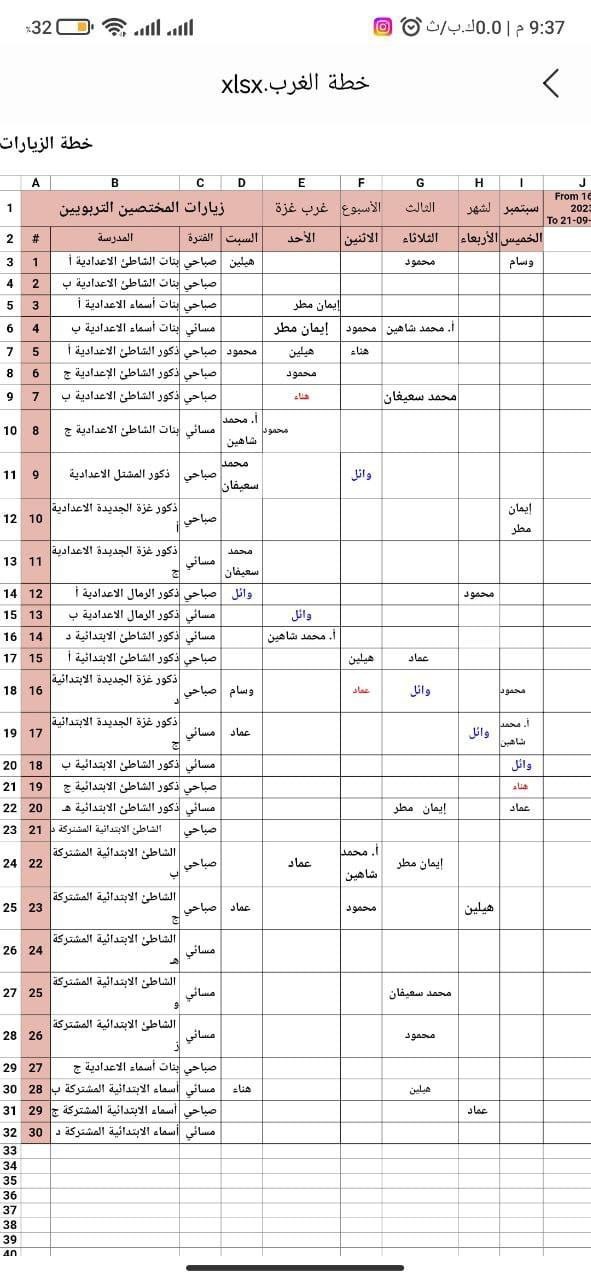 9:37 م | 0.0ك.ب/ث
%32
خطة الغرب.xlsx
خطة الزيارات
A B C D E F G H I J
1 زيارات المختصين التربويين غرب غزة الأسبوع الثالث لشهر سبتمبر
From 16
To 21-09-
2 # المدرسة الفترة السبت الأحد الاثنين الثلاثاء الأربعاء الخميس
3 1 بنات الشاطئ الاعدادية أ صباحي هيلين محمود وسام
4 2 بنات الشاطئ الاعدادية ب صباحي
5 3 بنات أسماء الاعدادية أ صباحي إيمان مطر
6 4 بنات أسماء الاعدادية ب مسائي إيمان مطر محمود أ. محمد شاهين
7 5 ذكور الشاطئ الاعدادية أ صباحي محمود هيلين هناء
8 6 ذكور الشاطئ الإعدادية ج صباحي محمود
9 7 ذكور الشاطئ الاعدادية ب صباحي هناء محمد سعيفان
10 8 بنات الشاطئ الاعدادية ج مسائي أ. محمد شاهين محمود
11 9 ذكور المشتل الاعدادية صباحي محمد سعيفان وائل
12 10 ذكور غزة الجديدة الاعدادية أ صباحي إيمان مطر
13 11 ذكور غزة الجديدة الاعدادية ج مسائي محمد سعيفان
14 12 ذكور الرمال الاعدادية أ صباحي وائل محمود
15 13 ذكور الرمال الاعدادية ب مسائي وائل
16 14 ذكور الشاطئ الابتدائية د مسائي أ. محمد شاهين
17 15 ذكور الشاطئ الابتدائية أ صباحي هيلين عماد
18 16 ذكور غزة الجديدة الابتدائية د صباحي وسام عماد وائل محمود
19 17 ذكور غزة الجديدة الابتدائية ج مسائي عماد وائل أ. محمد شاهين
20 18 ذكور الشاطئ الابتدائية ب مسائي وائل
21 19 ذكور الشاطئ الابتدائية ج صباحي هناء
22 20 ذكور الشاطئ الابتدائية هـ مسائي إيمان مطر عماد
23 21 الشاطئ الابتدائية المشتركة د صباحي
24 22 الشاطئ الابتدائية المشتركة ب صباحي عماد أ. محمد شاهين إيمان مطر
25 23 الشاطئ الابتدائية المشتركة ج صباحي عماد محمود هيلين
26 24 الشاطئ الابتدائية المشتركة هـ مسائي
27 25 الشاطئ الابتدائية المشتركة و مسائي محمد سعيفان
28 26 الشاطئ الابتدائية المشتركة ز مسائي محمود
29 27 بنات أسماء الاعدادية ج صباحي
30 28 أسماء الابتدائية المشتركة ب مسائي هناء هيلين
31 29 أسماء الابتدائية المشتركة ج صباحي عماد
32 30 أسماء الابتدائية المشتركة د مسائي
33
34
35
36
37
38
39
40